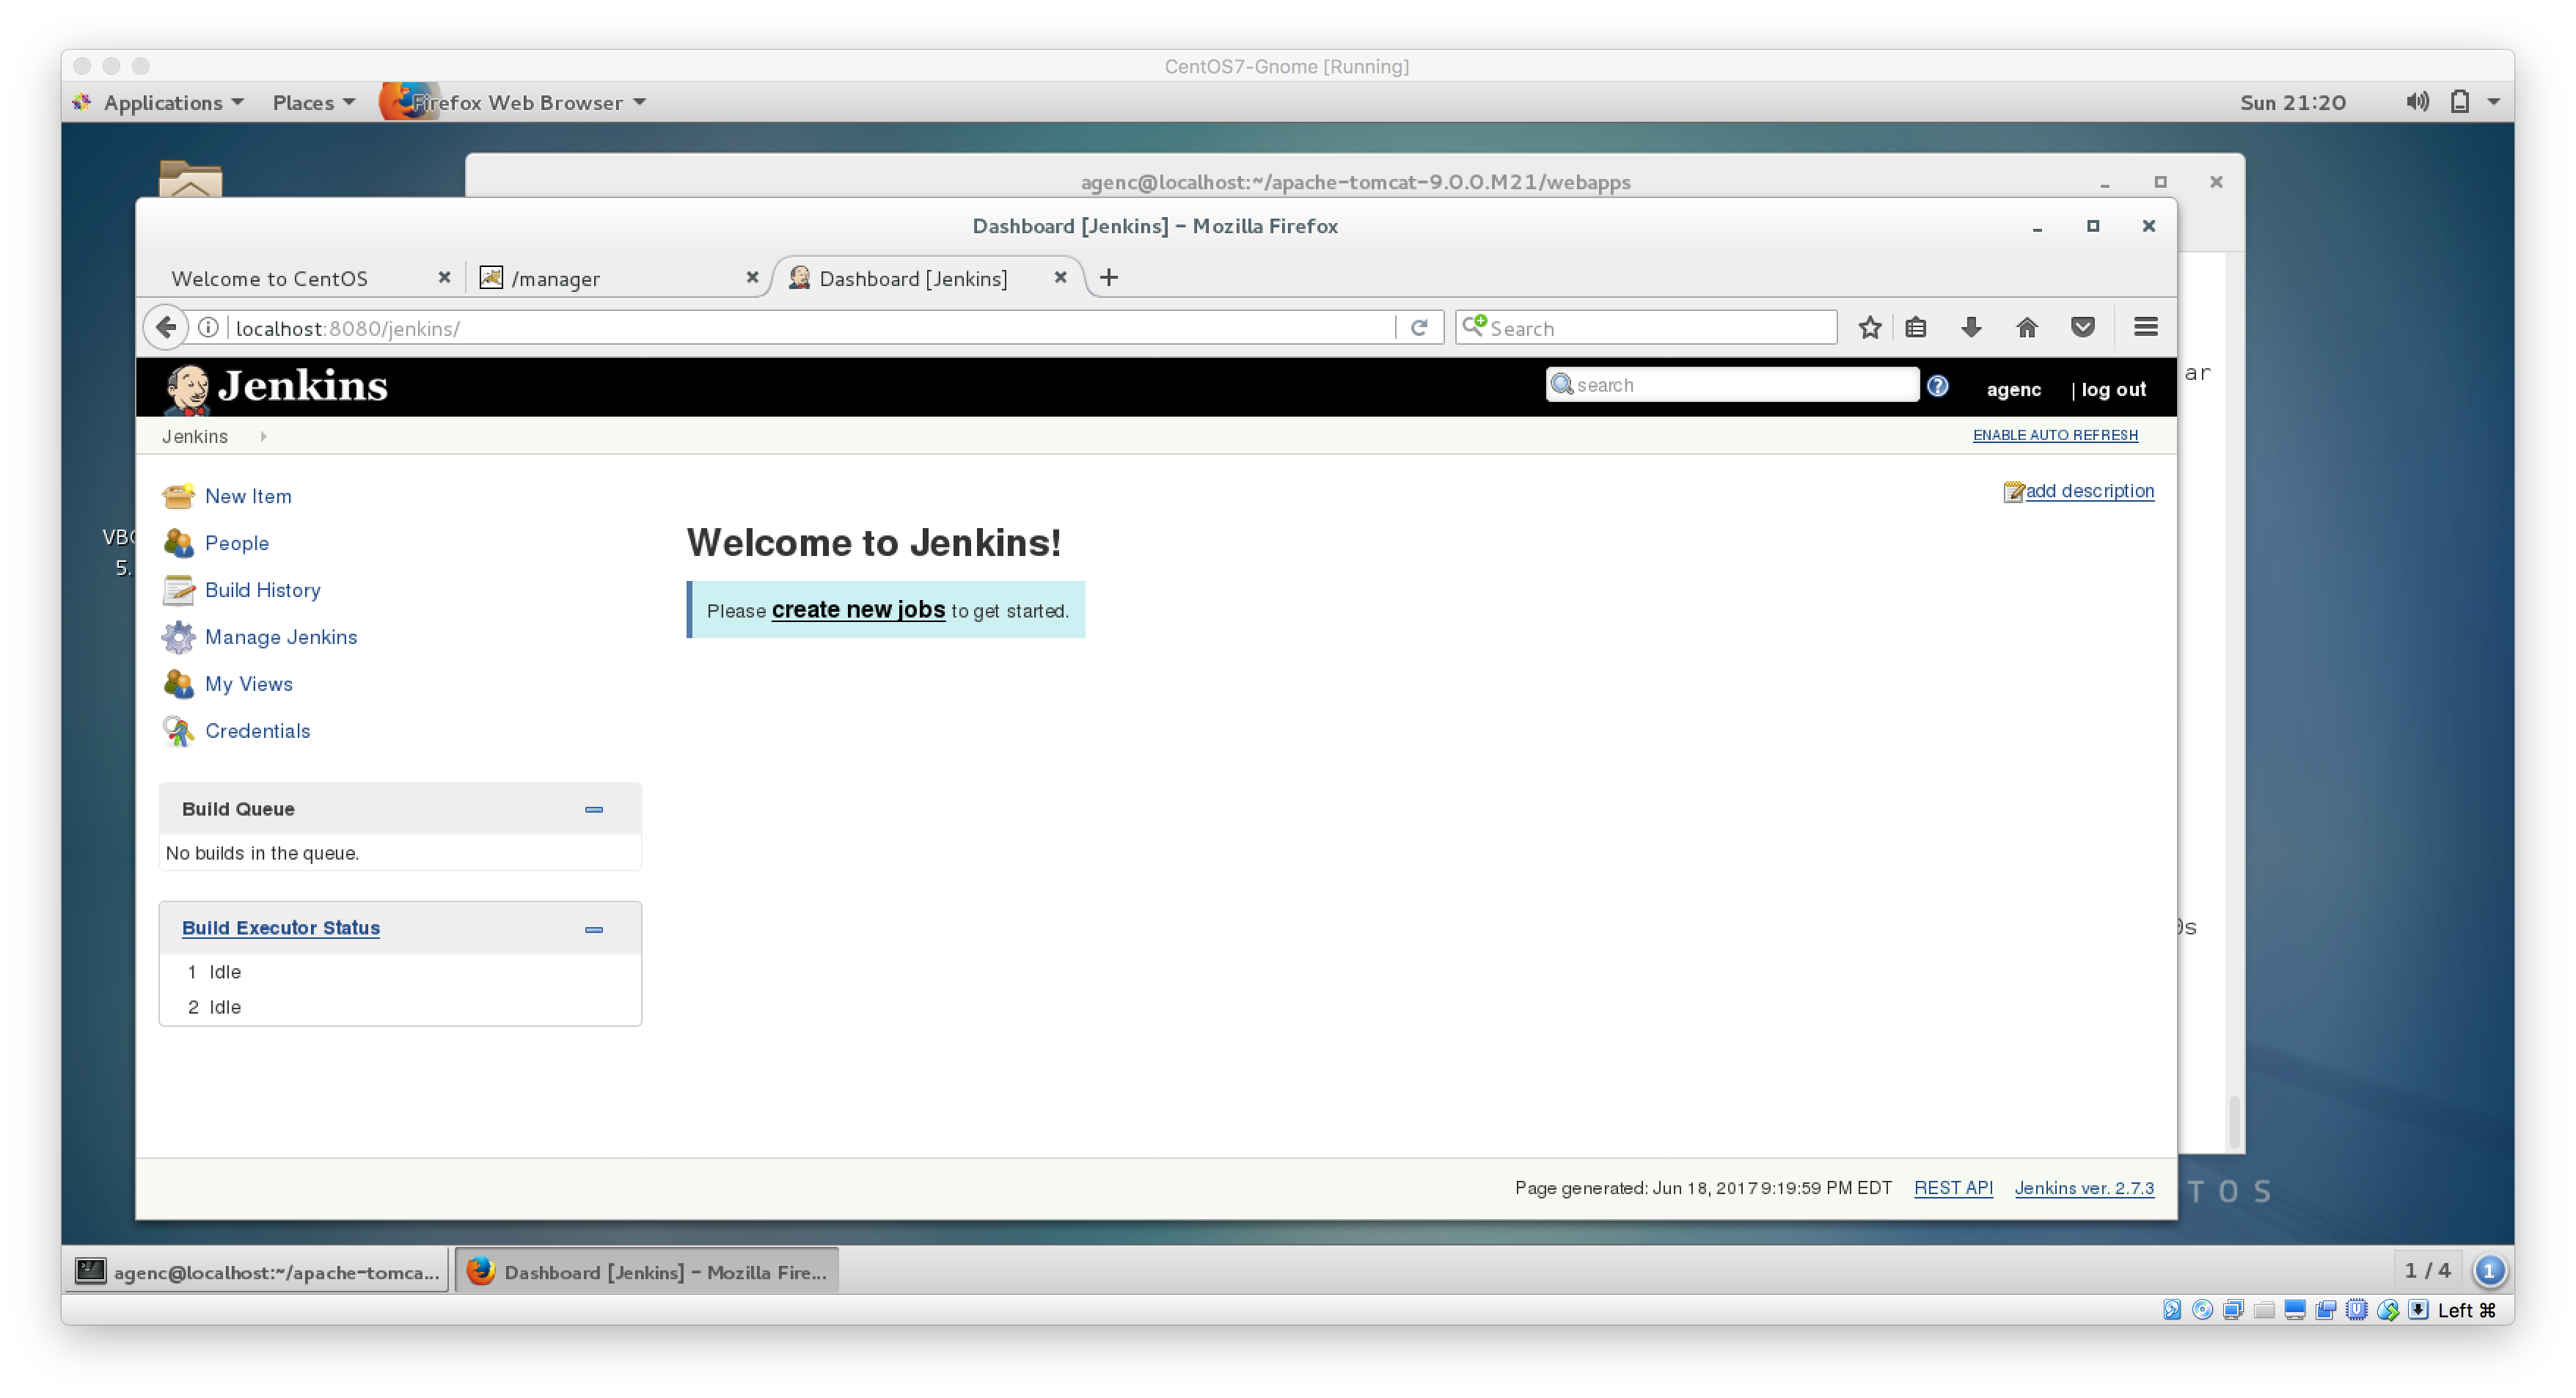 CentOS7-Gnome [Running]
Applications Places Firefox Web Browser Sun 21:20
agenc@localhost:~/apache-tomcat-9.0.0.M21/webapps
Dashboard [Jenkins] - Mozilla Firefox
Welcome to CentOS /manager Dashboard [Jenkins]
localhost:8080/jenkins/ Search
Jenkins search agenc | log out
ar
Jenkins ENABLE AUTO REFRESH
New Item add description
People
Build History
Manage Jenkins
My Views
Credentials
VBO
5.
Welcome to Jenkins!
Please create new jobs to get started.
Build Queue
No builds in the queue.
Build Executor Status
1 Idle
2 Idle
Page generated: Jun 18, 2017 9:19:59 PM EDT REST API Jenkins ver. 2.7.3
TOS
agenc@localhost:~/apache-tomca... Dashboard [Jenkins] - Mozilla Fire... 1 / 4 1
Left ⌘